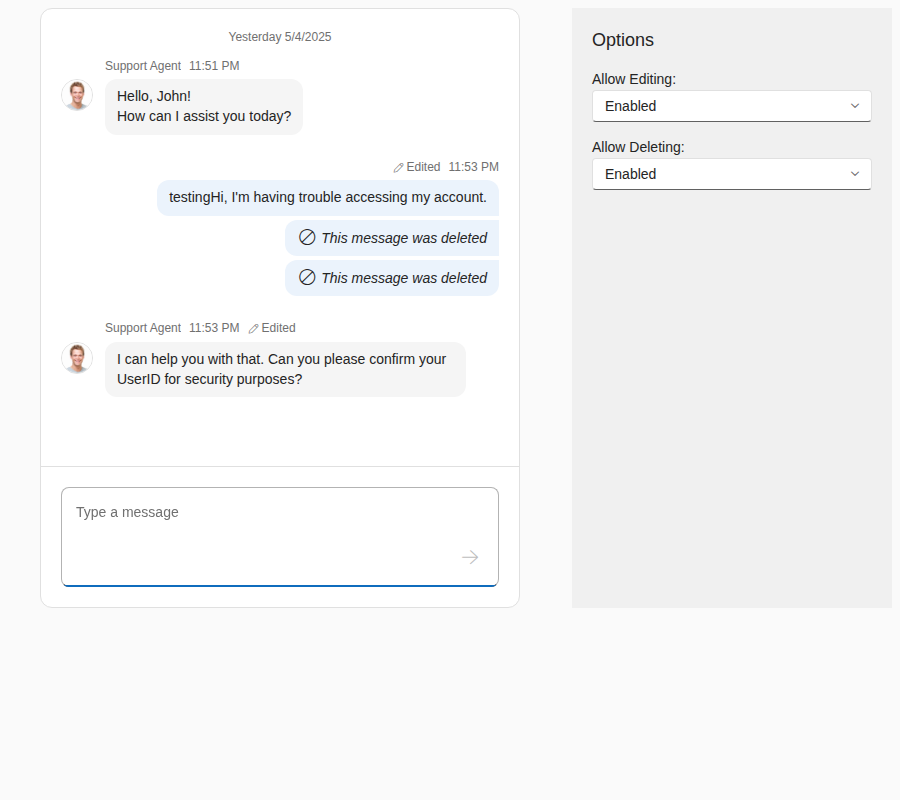 Yesterday 5/4/2025
Support Agent 11:51 PM
Hello, John!
How can I assist you today?
Edited 11:53 PM
testingHi, I'm having trouble accessing my account.
This message was deleted
This message was deleted
Support Agent 11:53 PM Edited
I can help you with that. Can you please confirm your
UserID for security purposes?
Type a message
Options
Allow Editing:
Enabled
Allow Deleting:
Enabled